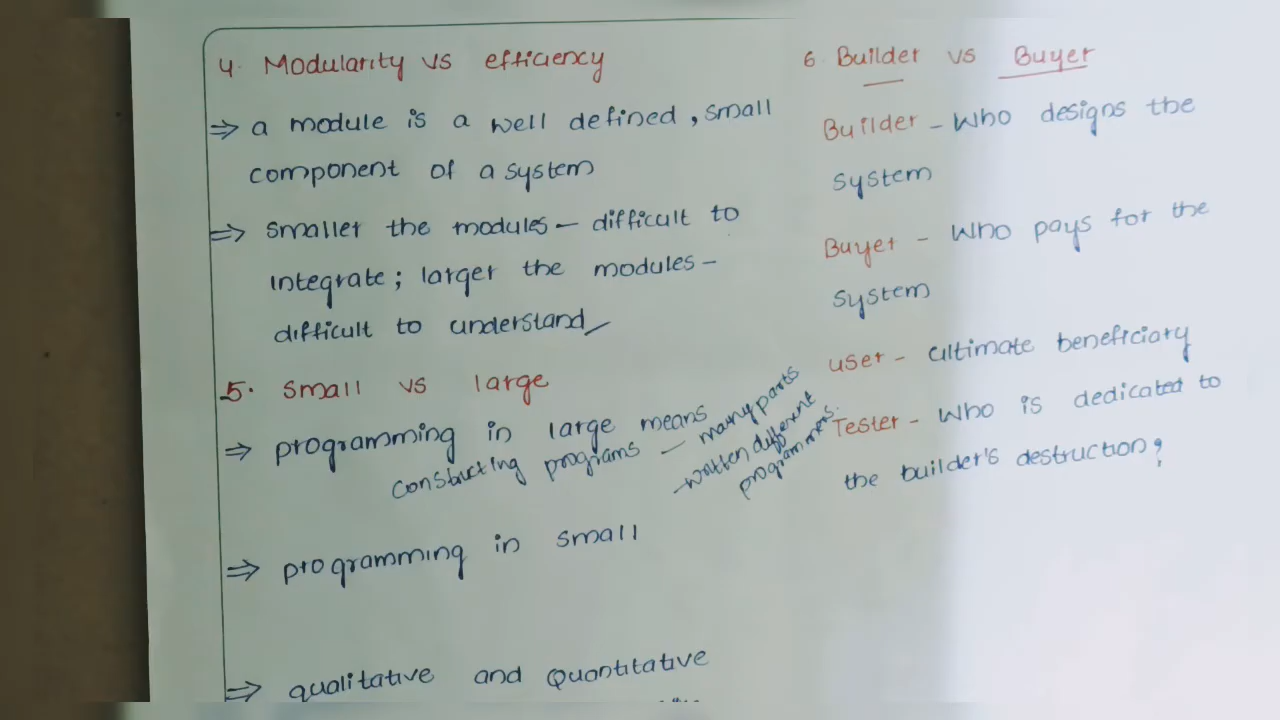 4. Modularity vs efficiency
⇒ a module is a well defined, small
component of a system
⇒ smaller the modules - difficult to
integrate; larger the modules -
difficult to understand
5. small vs large
⇒ programming in large means
constructing programs - many parts
- written different
programmers.
⇒ programming in small
⇒ qualitative and Quantitative
6 Builder vs Buyer
Builder - Who designs the
system
Buyer - Who pays for the
system
user - ultimate beneficiary
Tester - Who is dedicated to
the builder's destruction?